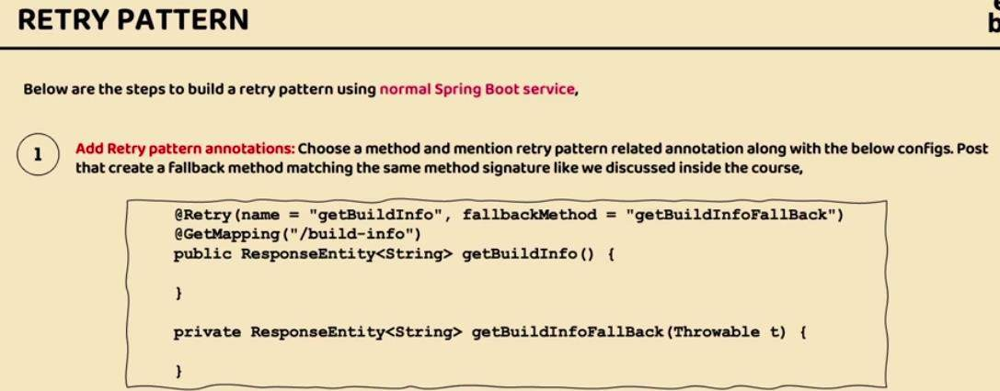 RETRY PATTERN
Below are the steps to build a retry pattern using normal Spring Boot service,
1
Add Retry pattern annotations: Choose a method and mention retry pattern related annotation along with the below configs. Post
that create a fallback method matching the same method signature like we discussed inside the course,
@Retry(name = "getBuildInfo", fallbackMethod = "getBuildInfoFallBack")
@GetMapping("/build-info")
public ResponseEntity<String> getBuildInfo() {
}
private ResponseEntity<String> getBuildInfoFallBack(Throwable t) {
}